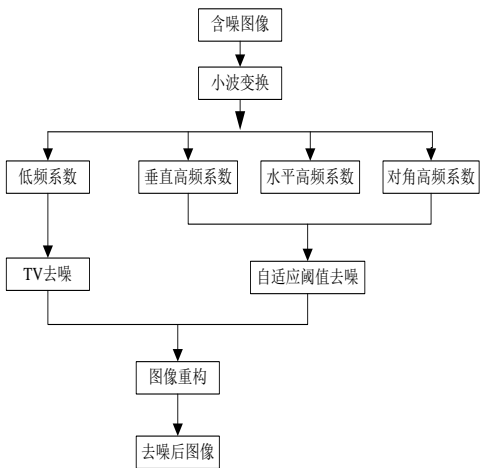 含噪图像
小波变换
低频系数
垂直高频系数
水平高频系数
对角高频系数
TV去噪
自适应阈值去噪
图像重构
去噪后图像